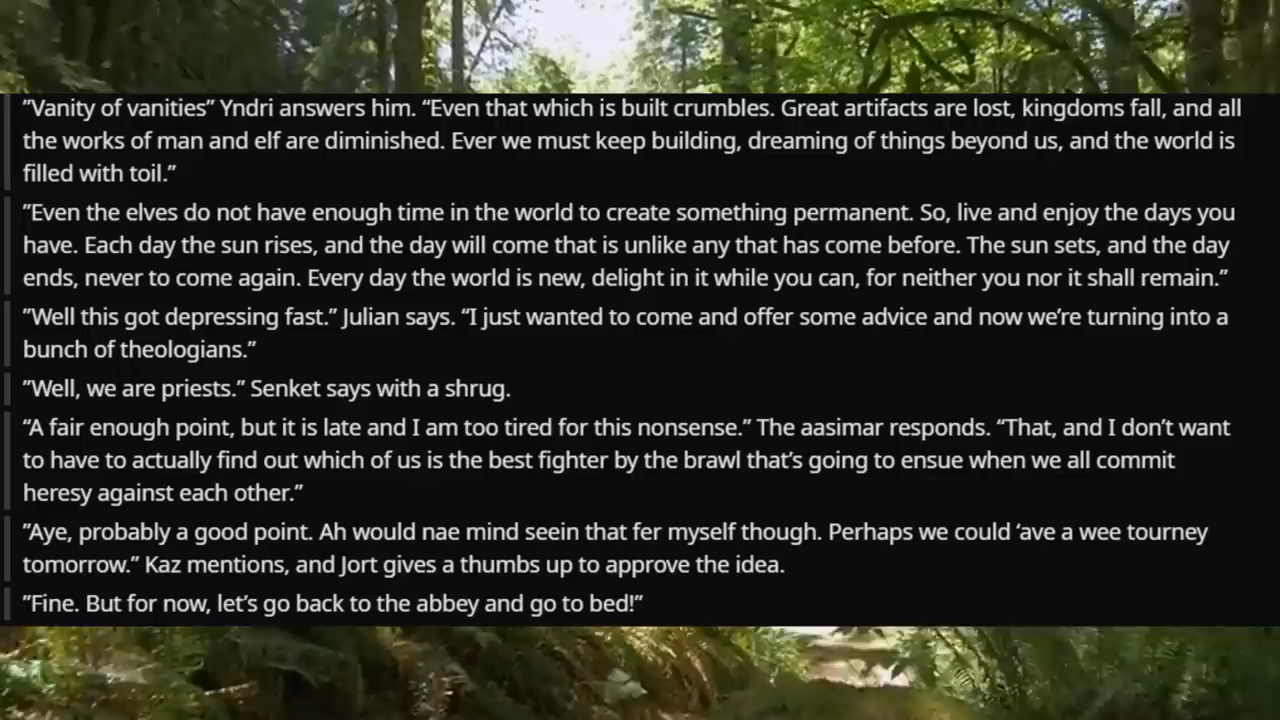 ”Vanity of vanities” Yndri answers him. “Even that which is built crumbles. Great artifacts are lost, kingdoms fall, and all
the works of man and elf are diminished. Ever we must keep building, dreaming of things beyond us, and the world is
filled with toil.”
”Even the elves do not have enough time in the world to create something permanent. So, live and enjoy the days you
have. Each day the sun rises, and the day will come that is unlike any that has come before. The sun sets, and the day
ends, never to come again. Every day the world is new, delight in it while you can, for neither you nor it shall remain.”
”Well this got depressing fast.” Julian says. “I just wanted to come and offer some advice and now we’re turning into a
bunch of theologians.”
”Well, we are priests.” Senket says with a shrug.
“A fair enough point, but it is late and I am too tired for this nonsense.” The aasimar responds. “That, and I don’t want
to have to actually find out which of us is the best fighter by the brawl that’s going to ensue when we all commit
heresy against each other.”
”Aye, probably a good point. Ah would nae mind seein that fer myself though. Perhaps we could ‘ave a wee tourney
tomorrow.” Kaz mentions, and Jort gives a thumbs up to approve the idea.
”Fine. But for now, let’s go back to the abbey and go to bed!”